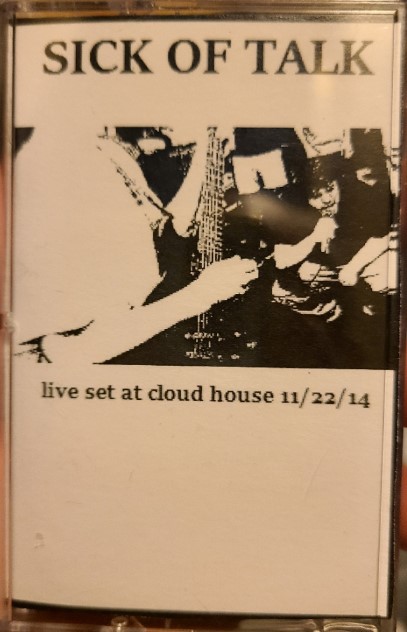 SICK OF TALK
live set at cloud house 11/22/14